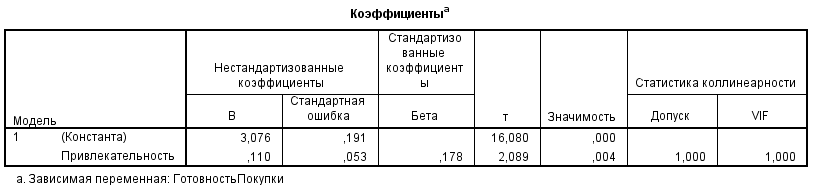 Коэффициентыa
Модель Нестандартизованные коэффициенты Стандартизованные коэффициенты т Значимость Статистика коллинеарности
B Стандартная ошибка Бета Допуск VIF
1 (Константа) 3,076 ,191 16,080 ,000
Привлекательность ,110 ,053 ,178 2,089 ,004 1,000 1,000
a. Зависимая переменная: ГотовностьПокупки